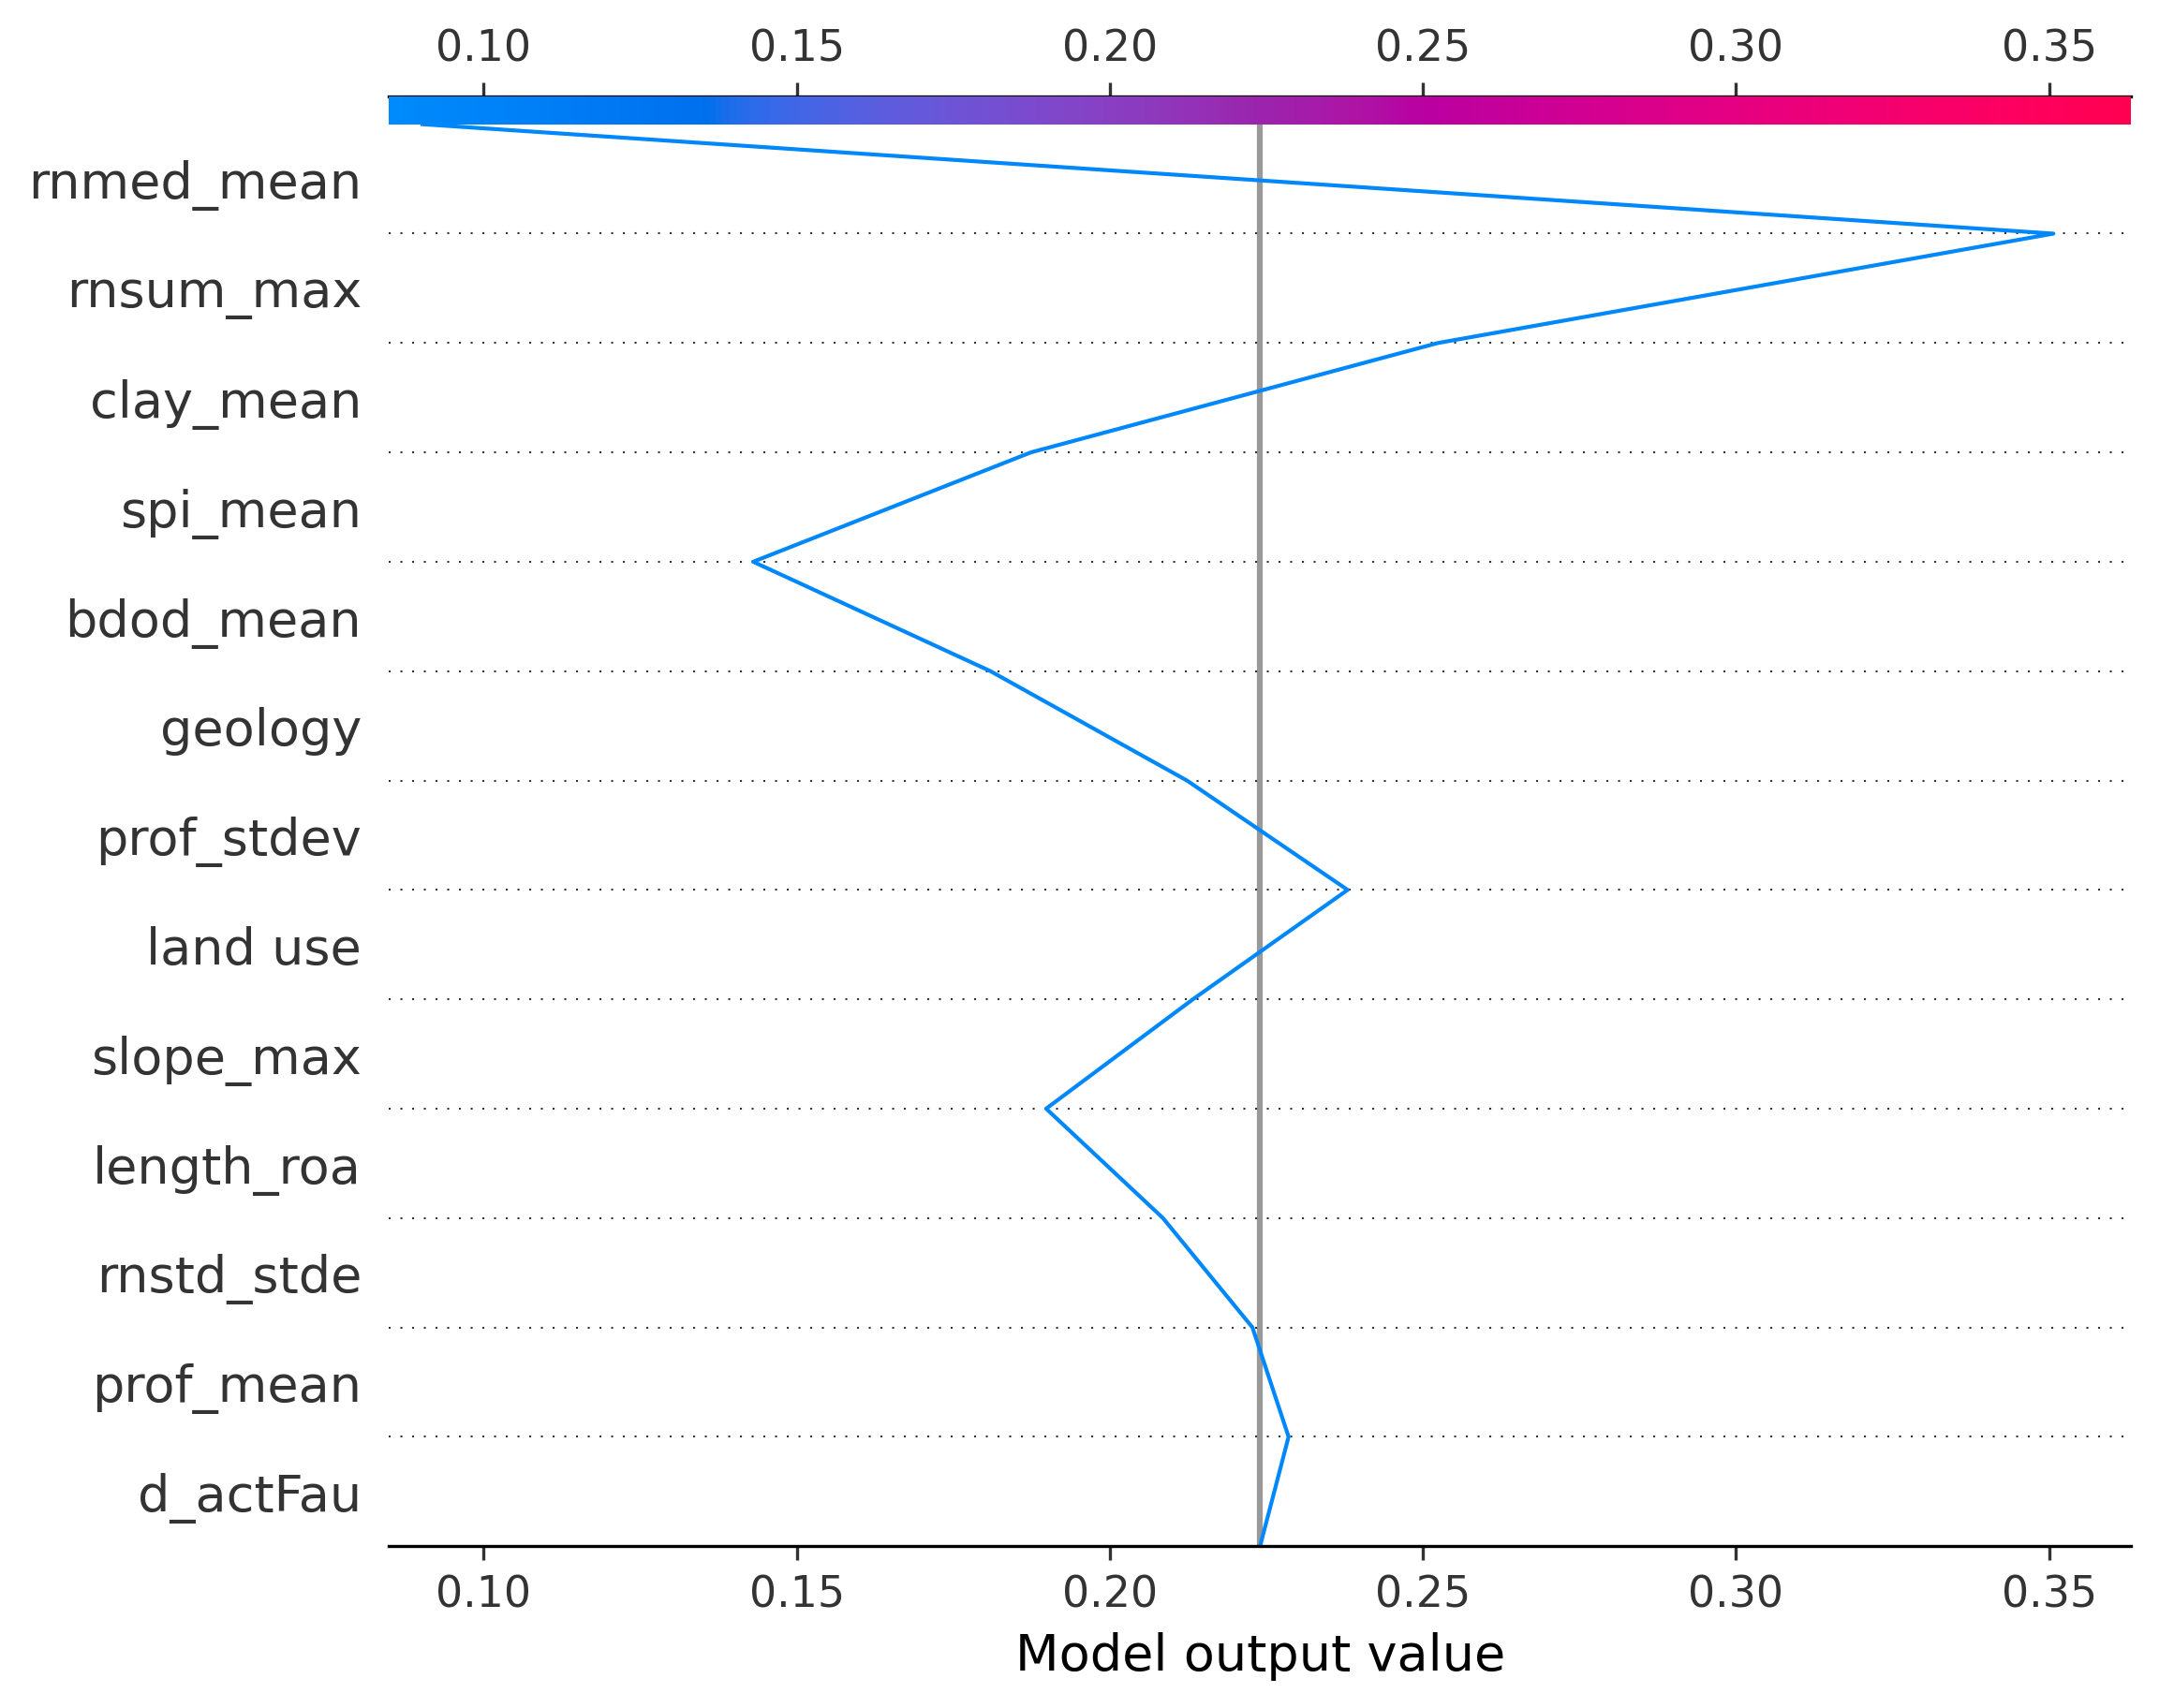 0.10 0.15 0.20 0.25 0.30 0.35
rnmed_mean
rnsum_max
clay_mean
spi_mean
bdod_mean
geology
prof_stdev
land use
slope_max
length_roa
rnstd_stde
prof_mean
d_actFau
0.10 0.15 0.20 0.25 0.30 0.35
Model output value